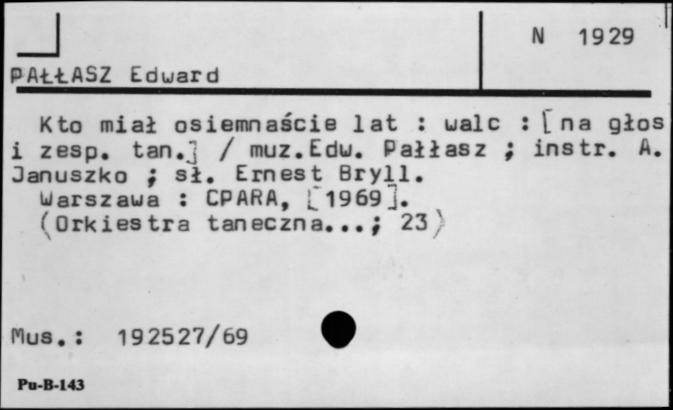 N 1929
PAŁŁASZ Edward
Kto miał osiemnaście lat : walc : [na głos
i zesp. tan.] / muz.Edw. Pałłasz ; instr. A.
Januszko ; sł. Ernest Bryll.
Warszawa : CPARA, [1969].
(Orkiestra taneczna...; 23)
Mus.: 192527/69
Pu-B-143